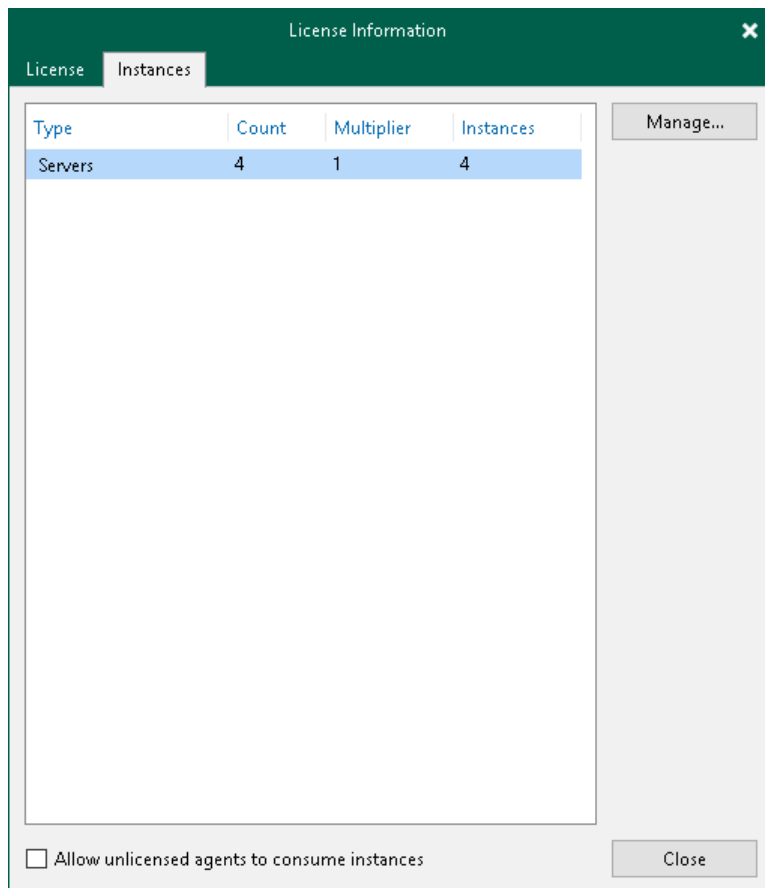 License Information
License Instances
Type Count Multiplier Instances Manage...
Servers 4 1 4
Allow unlicensed agents to consume instances Close